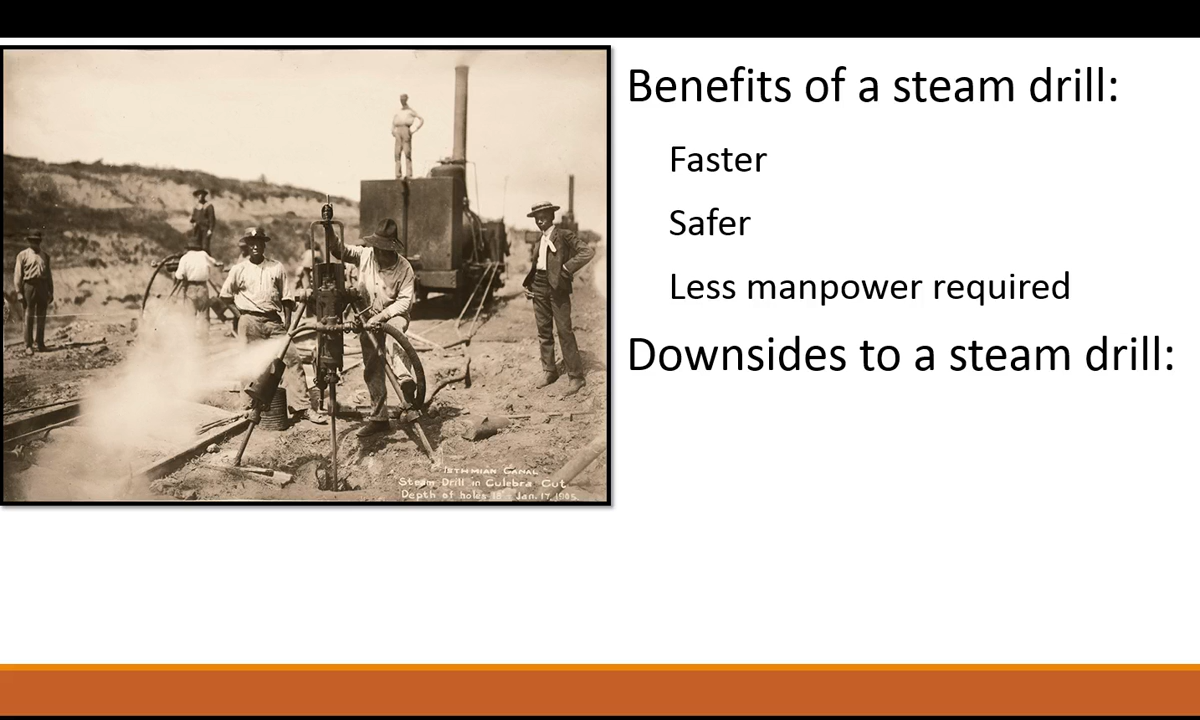 Benefits of a steam drill:
Faster
Safer
Less manpower required
Downsides to a steam drill:
ISTHMIAN CANAL
Steam Drill in Culebra Cut
Depth of holes 18' - Jan. 17, 1905.